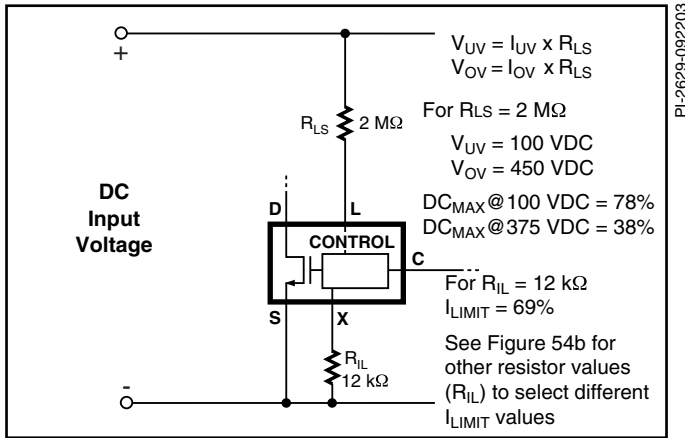 PI-2629-092203
+
DC
Input
Voltage
-
R_LS 2 MΩ
D L
CONTROL
C
S X
R_IL
12 kΩ
V_UV = I_UV x R_LS
V_OV = I_OV x R_LS
For RLS = 2 MΩ
V_UV = 100 VDC
V_OV = 450 VDC
DC_MAX@100 VDC = 78%
DC_MAX@375 VDC = 38%
For R_IL = 12 kΩ
I_LIMIT = 69%
See Figure 54b for
other resistor values
(R_IL) to select different
I_LIMIT values